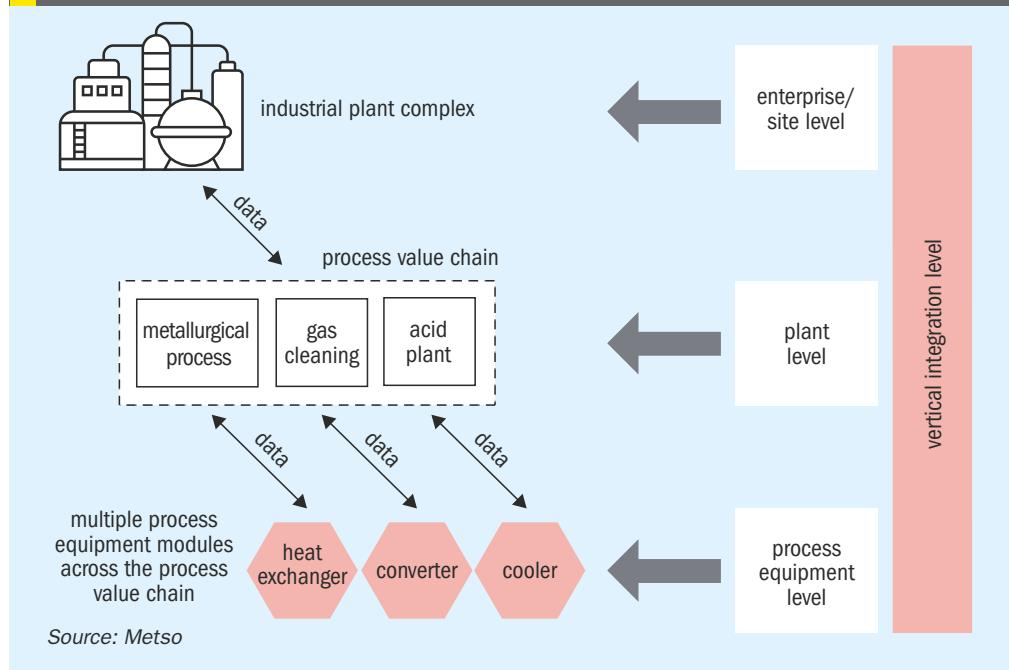 industrial plant complex
enterprise/
site level
data
process value chain
metallurgical
process
gas
cleaning
acid
plant
plant
level
vertical integration level
data
data
data
multiple process
equipment modules
across the process
value chain
heat
exchanger
converter
cooler
process
equipment
level
Source: Metso